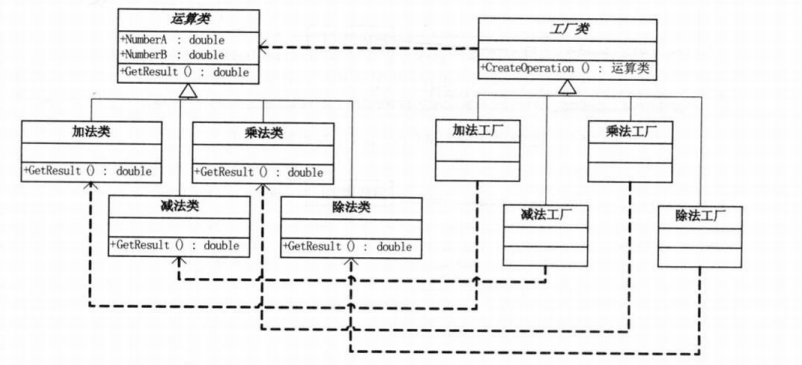 运算类
+NumberA : double
+NumberB : double
+GetResult () : double
工厂类
+CreateOperation () : 运算类
加法类
+GetResult () : double
乘法类
+GetResult () : double
加法工厂
乘法工厂
减法类
+GetResult () : double
除法类
+GetResult () : double
减法工厂
除法工厂